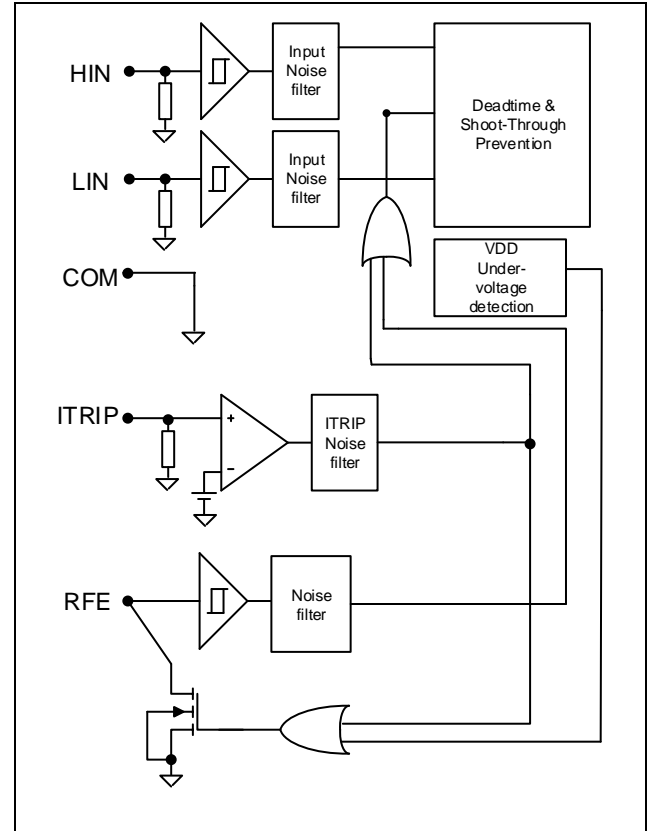 HIN
Input
Noise
filter
Deadtime &
Shoot-Through
Prevention
LIN
Input
Noise
filter
COM
VDD
Under-
voltage
detection
ITRIP
+
-
ITRIP
Noise
filter
RFE
Noise
filter